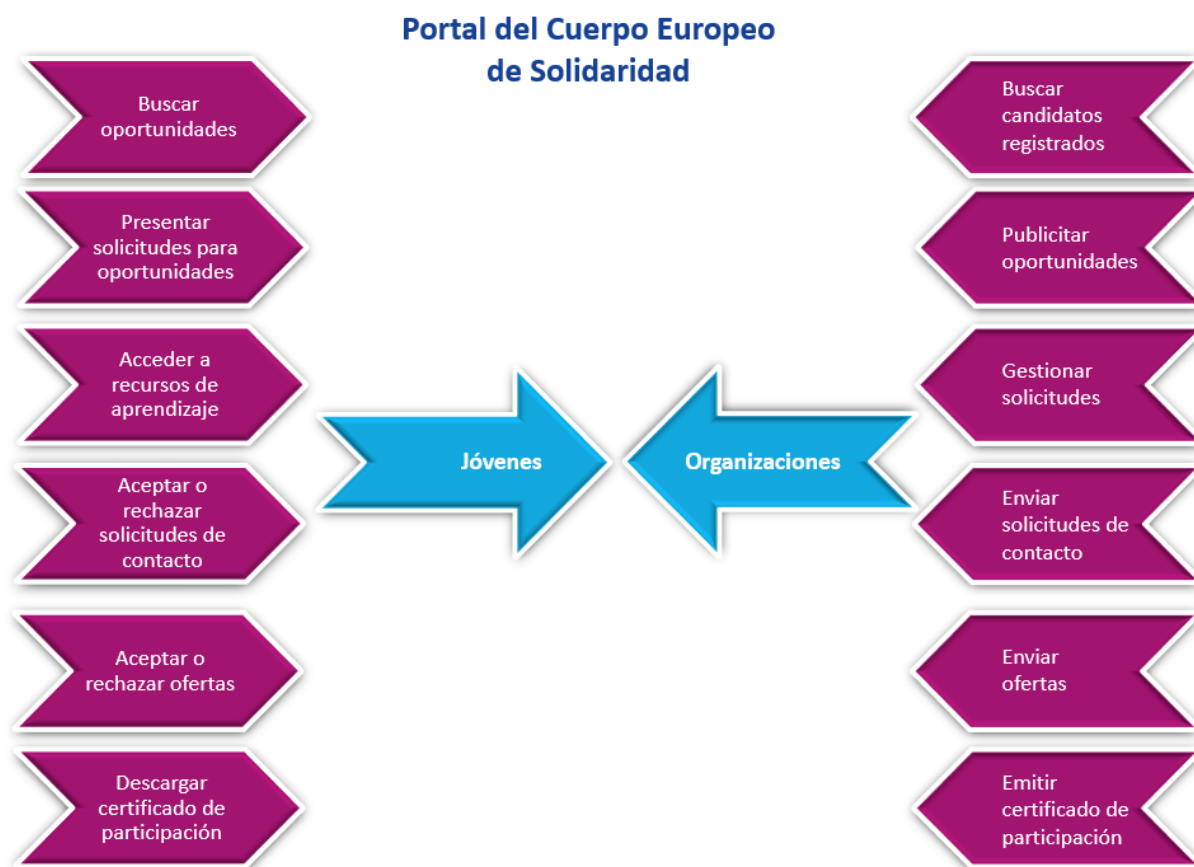 Portal del Cuerpo Europeo
de Solidaridad
Buscar
oportunidades
Presentar
solicitudes para
oportunidades
Acceder a
recursos de
aprendizaje
Aceptar o
rechazar
solicitudes de
contacto
Aceptar o
rechazar ofertas
Descargar
certificado de
participación
Jóvenes
Organizaciones
Buscar
candidatos
registrados
Publicitar
oportunidades
Gestionar
solicitudes
Enviar
solicitudes de
contacto
Enviar
ofertas
Emitir
certificado de
participación